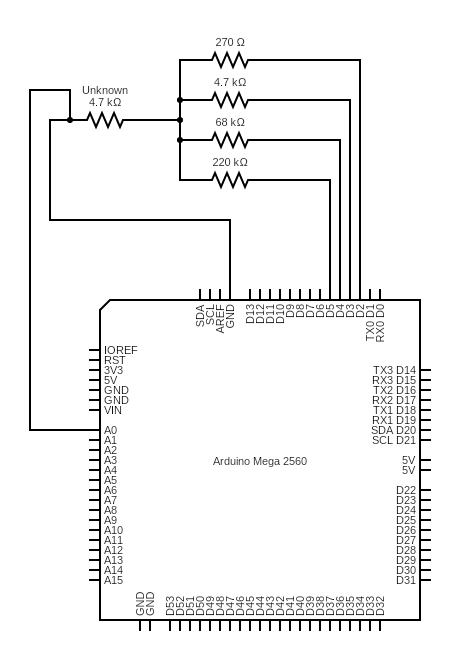 270 Ω
Unknown
4.7 kΩ
4.7 kΩ
68 kΩ
220 kΩ
SDA
SCL
AREF
GND
D13
D12
D11
D10
D9
D8
D7
D6
D5
D4
D3
D2
TX0 D1
RX0 D0
IOREF
RST
3V3
5V
GND
GND
VIN
A0
A1
A2
A3
A4
A5
A6
A7
A8
A9
A10
A11
A12
A13
A14
A15
Arduino Mega 2560
TX3 D14
RX3 D15
TX2 D16
RX2 D17
TX1 D18
RX1 D19
SDA D20
SCL D21
5V
5V
D22
D23
D24
D25
D26
D27
D28
D29
D30
D31
GND
GND
D53
D52
D51
D50
D49
D48
D47
D46
D45
D44
D43
D42
D41
D40
D39
D38
D37
D36
D35
D34
D33
D32